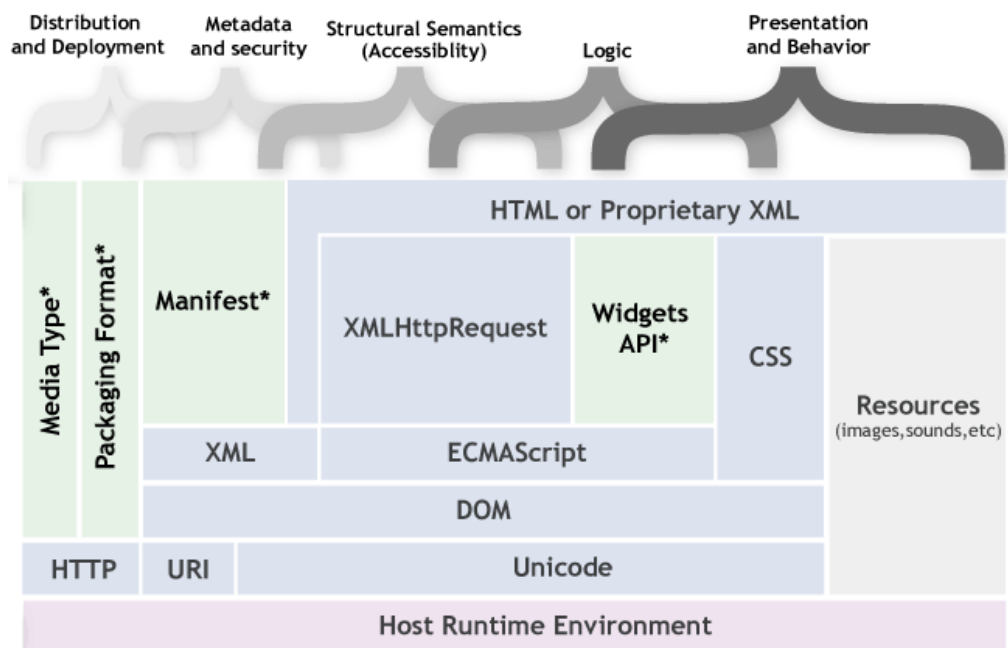 Distribution
and Deployment
Metadata
and security
Structural Semantics
(Accessiblity)
Logic
Presentation
and Behavior
HTML or Proprietary XML
Media Type*
Packaging Format*
Manifest*
XMLHttpRequest
Widgets
API*
CSS
Resources
(images,sounds,etc)
XML
ECMAScript
DOM
HTTP
URI
Unicode
Host Runtime Environment